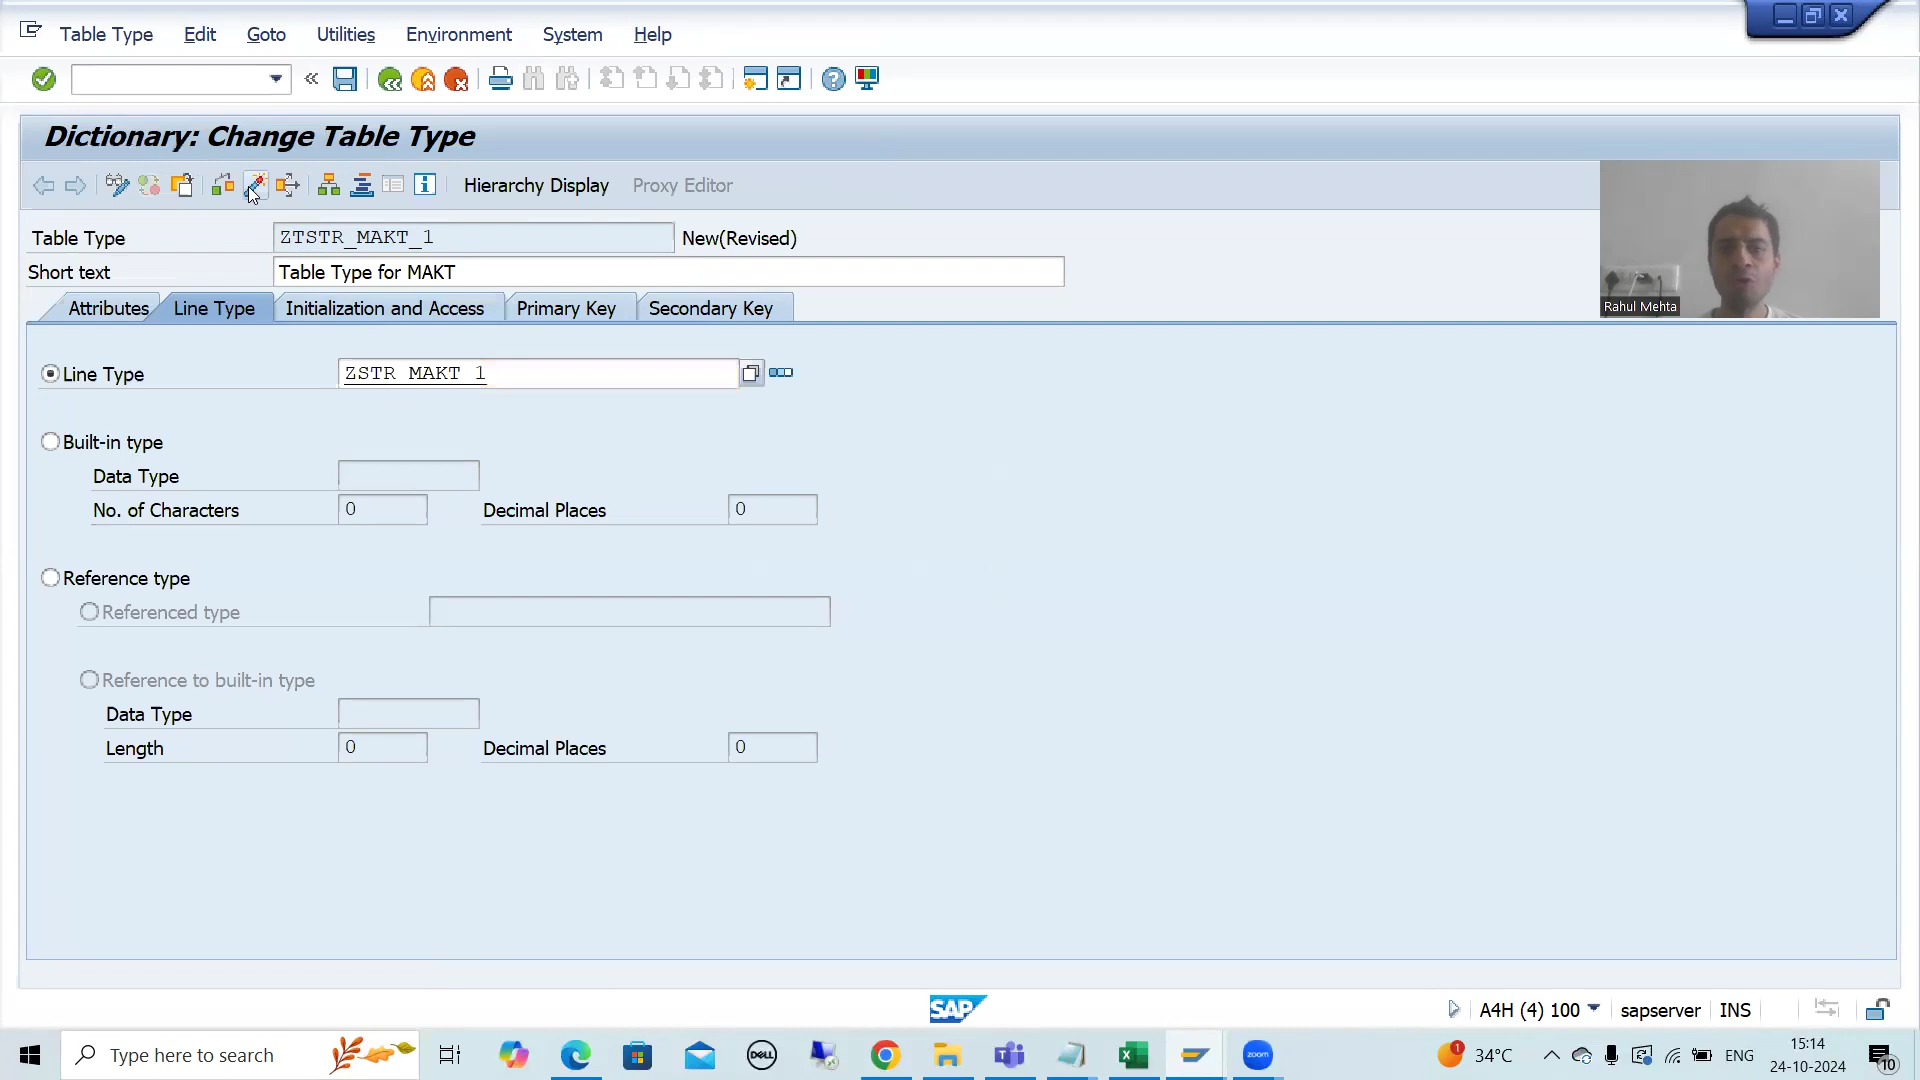 Table Type Edit Goto Utilities Environment System Help
Dictionary: Change Table Type
Hierarchy Display Proxy Editor
Table Type ZTSTR_MAKT_1 New(Revised)
Short text Table Type for MAKT
Attributes Line Type Initialization and Access Primary Key Secondary Key
Rahul Mehta
Line Type ZSTR_MAKT_1
Built-in type
Data Type
No. of Characters 0 Decimal Places 0
Reference type
Referenced type
Reference to built-in type
Data Type
Length 0 Decimal Places 0
SAP A4H (4) 100 sapserver INS
Type here to search DELL zoom 1 34°C ENG 15:14
24-10-2024 10